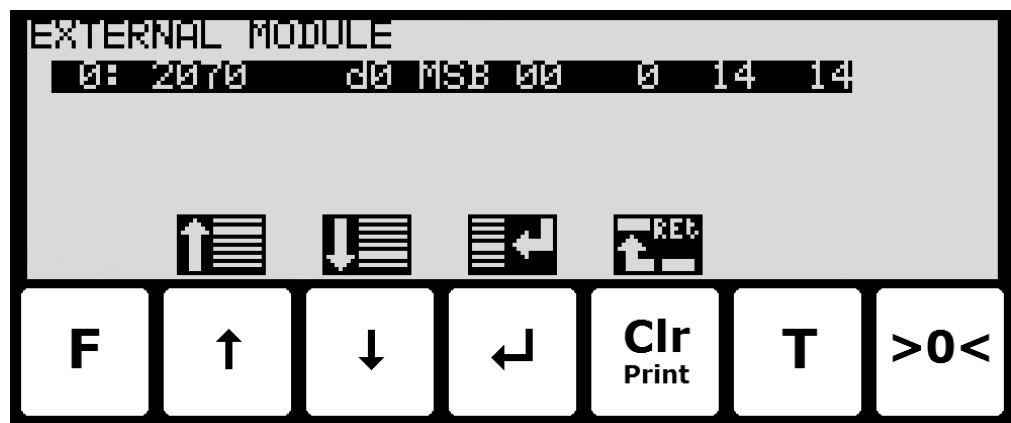 EXTERNAL MODULE
0: 2070 d0 MSB 00 0 14 14
REt
F ↑ ↓ ↵ Clr T >0<
Print